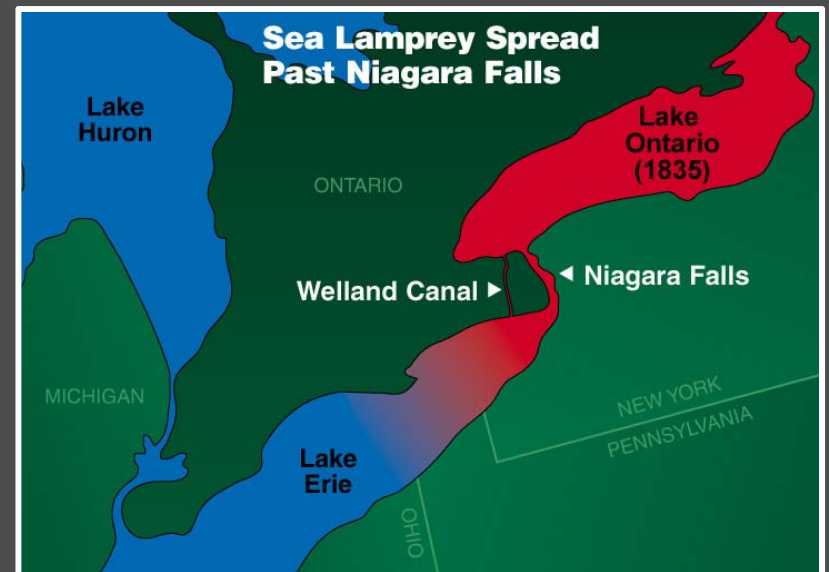 Sea Lamprey Spread
Past Niagara Falls
Lake
Huron
Lake
Ontario
(1835)
ONTARIO
Niagara Falls
Welland Canal
MICHIGAN
NEW YORK
PENNSYLVANIA
Lake
Erie
OHIO